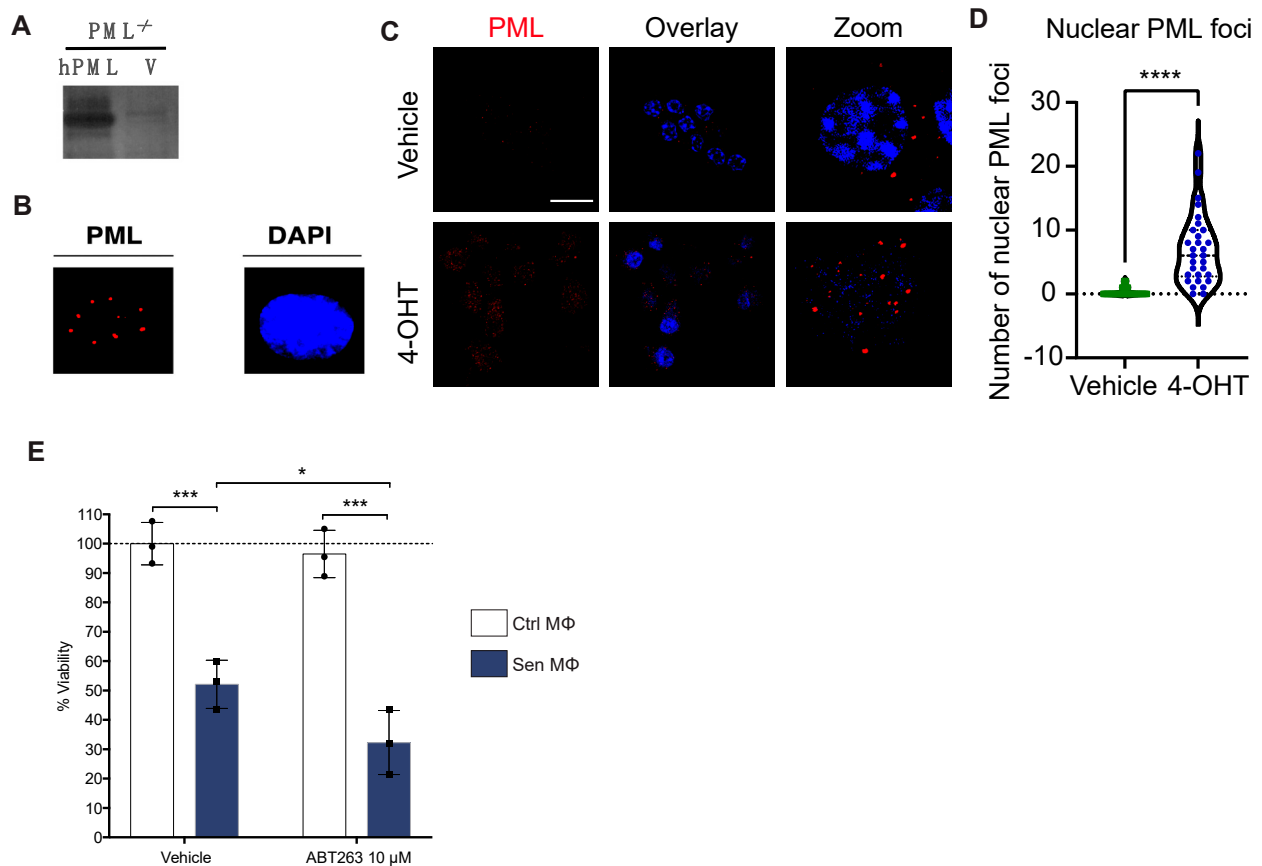 A
PML-/-
hPML V
B
PML DAPI
C
PML Overlay Zoom
Vehicle
4-OHT
D
Nuclear PML foci
****
Number of nuclear PML foci
30
20
10
0
-10
Vehicle 4-OHT
E
*
*** ***
% Viability
110
100
90
80
70
60
50
40
30
20
10
0
Vehicle ABT263 10 µM
Ctrl MΦ
Sen MΦ